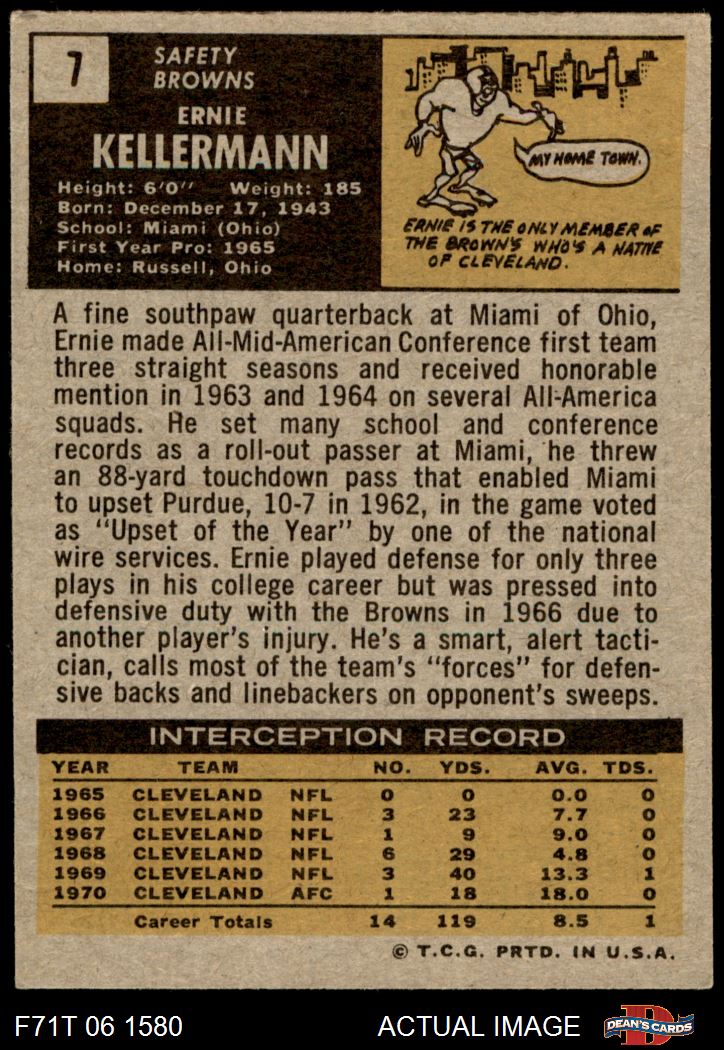 7
SAFETY
BROWNS
ERNIE
KELLERMANN
Height: 6'0" Weight: 185
Born: December 17, 1943
School: Miami (Ohio)
First Year Pro: 1965
Home: Russell, Ohio
MY HOME TOWN.
ERNIE IS THE ONLY MEMBER OF
THE BROWN'S WHO'S A NATIVE
OF CLEVELAND.
A fine southpaw quarterback at Miami of Ohio,
Ernie made All-Mid-American Conference first team
three straight seasons and received honorable
mention in 1963 and 1964 on several All-America
squads. He set many school and conference
records as a roll-out passer at Miami, he threw
an 88-yard touchdown pass that enabled Miami
to upset Purdue, 10-7 in 1962, in the game voted
as "Upset of the Year" by one of the national
wire services. Ernie played defense for only three
plays in his college career but was pressed into
defensive duty with the Browns in 1966 due to
another player's injury. He's a smart, alert tacti-
cian, calls most of the team's "forces" for defen-
sive backs and linebackers on opponent's sweeps.
INTERCEPTION RECORD
YEAR TEAM NO. YDS. AVG. TDS.
1965 CLEVELAND NFL 0 0 0.0 0
1966 CLEVELAND NFL 3 23 7.7 0
1967 CLEVELAND NFL 1 9 9.0 0
1968 CLEVELAND NFL 6 29 4.8 0
1969 CLEVELAND NFL 3 40 13.3 1
1970 CLEVELAND AFC 1 18 18.0 0
Career Totals 14 119 8.5 1
© T.C.G. PRTD. IN U.S.A.
F71T 06 1580 ACTUAL IMAGE D DEAN'S CARDS